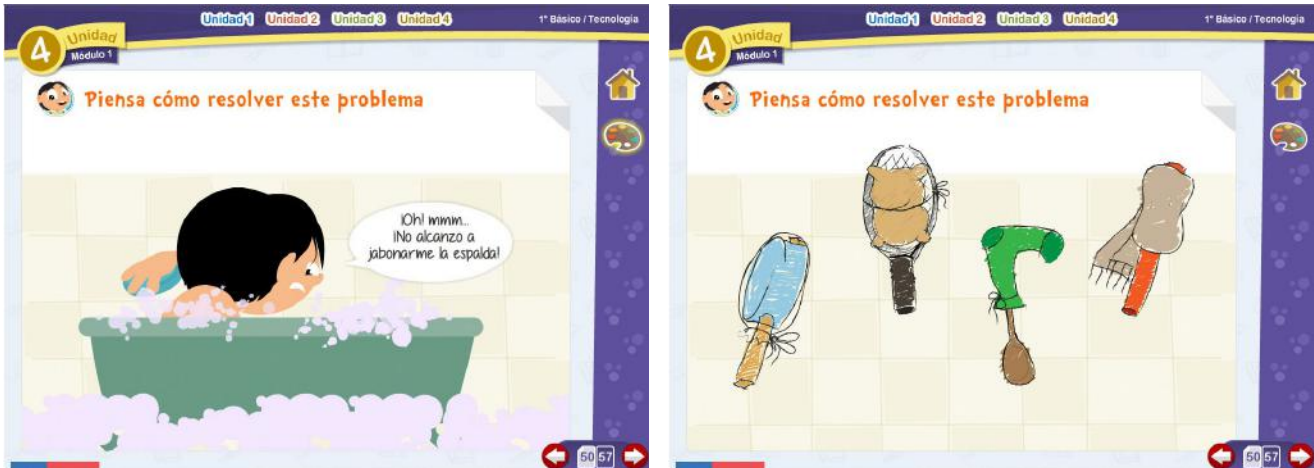 Unidad 1 Unidad 2 Unidad 3 Unidad 4
1° Básico / Tecnología
4 Unidad
Módulo 1
Piensa cómo resolver este problema
¡Oh! mmm...
¡No alcanzo a
jabonarme la espalda!
50 57
Unidad 1 Unidad 2 Unidad 3 Unidad 4
1° Básico / Tecnología
4 Unidad
Módulo 1
Piensa cómo resolver este problema
50 57